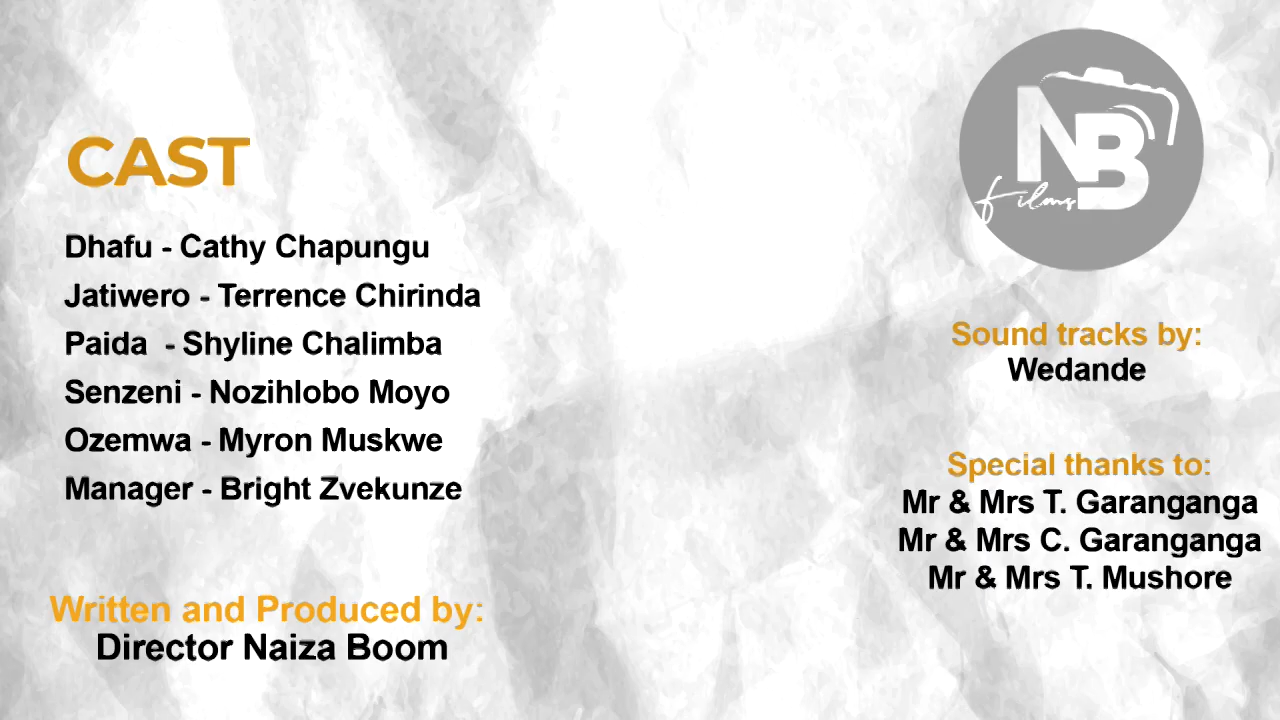 CAST
Dhafu - Cathy Chapungu
Jatiwero - Terrence Chirinda
Paida - Shyline Chalimba
Senzeni - Nozihlobo Moyo
Ozemwa - Myron Muskwe
Manager - Bright Zvekunze
Written and Produced by:
Director Naiza Boom
NB
films
Sound tracks by:
Wedande
Special thanks to:
Mr & Mrs T. Garanganga
Mr & Mrs C. Garanganga
Mr & Mrs T. Mushore